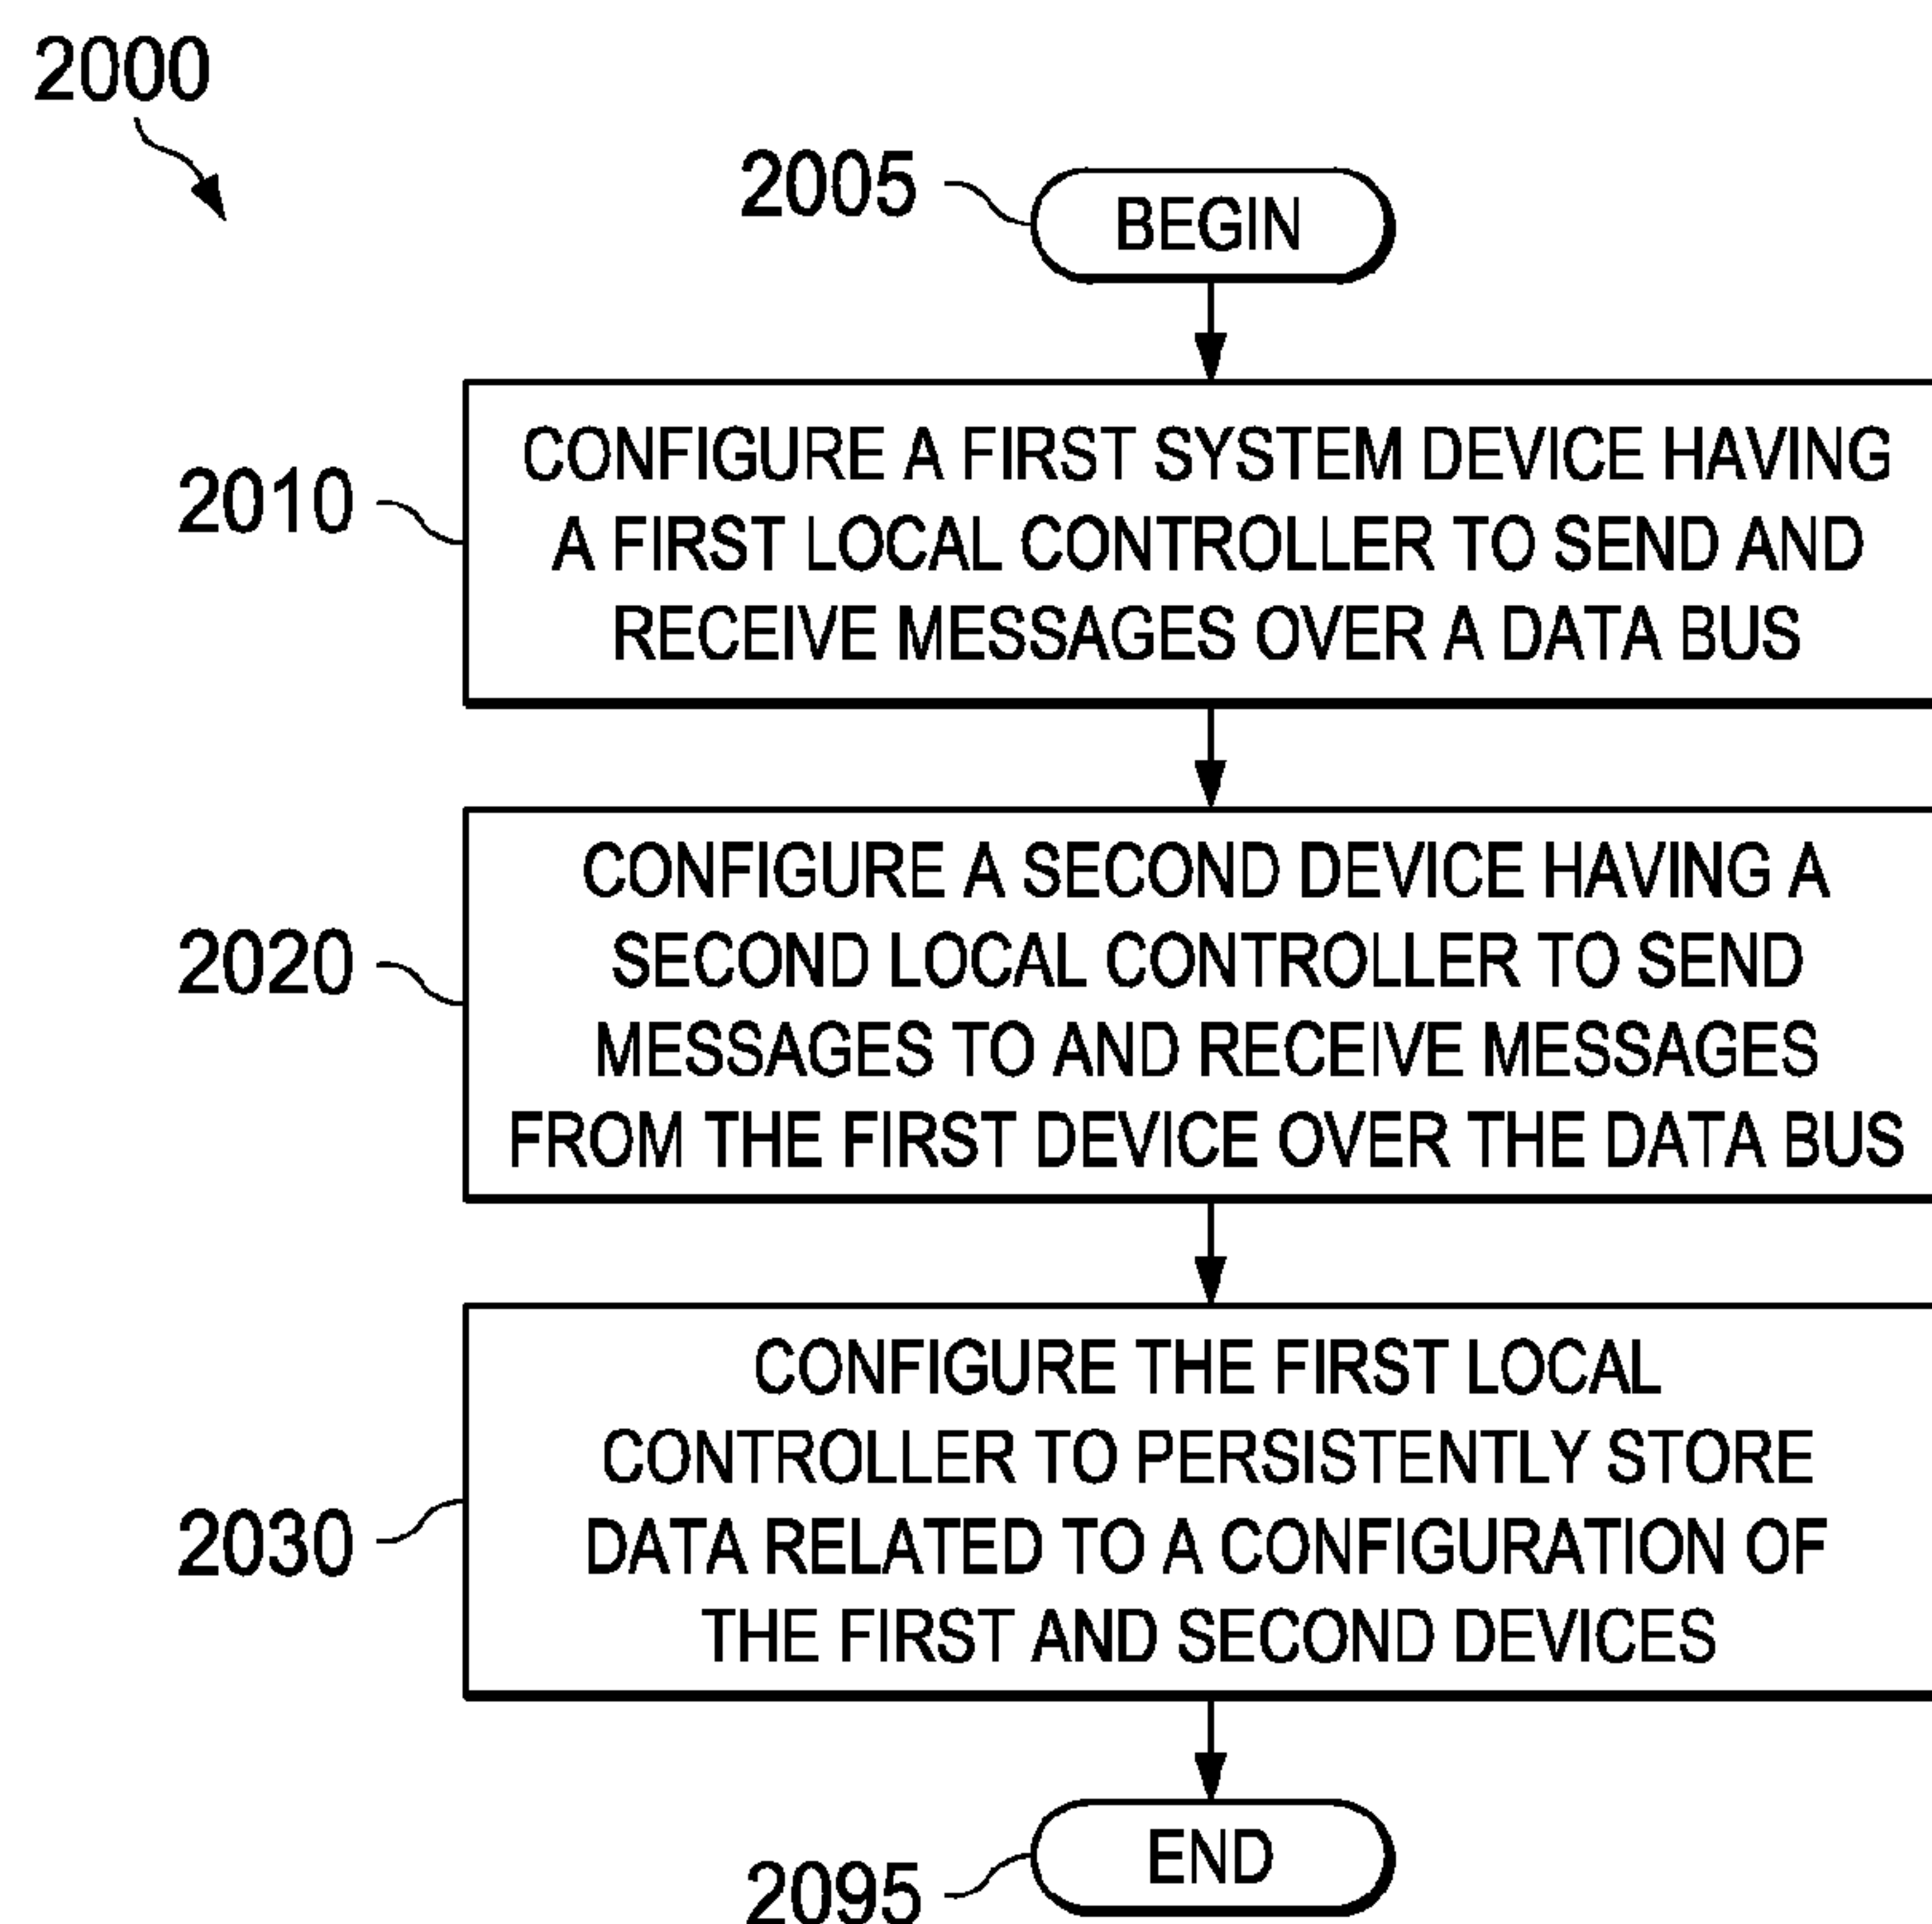 2000
2005
BEGIN
2010
CONFIGURE A FIRST SYSTEM DEVICE HAVING
A FIRST LOCAL CONTROLLER TO SEND AND
RECEIVE MESSAGES OVER A DATA BUS
2020
CONFIGURE A SECOND DEVICE HAVING A
SECOND LOCAL CONTROLLER TO SEND
MESSAGES TO AND RECEIVE MESSAGES
FROM THE FIRST DEVICE OVER THE DATA BUS
2030
CONFIGURE THE FIRST LOCAL
CONTROLLER TO PERSISTENTLY STORE
DATA RELATED TO A CONFIGURATION OF
THE FIRST AND SECOND DEVICES
2095
END